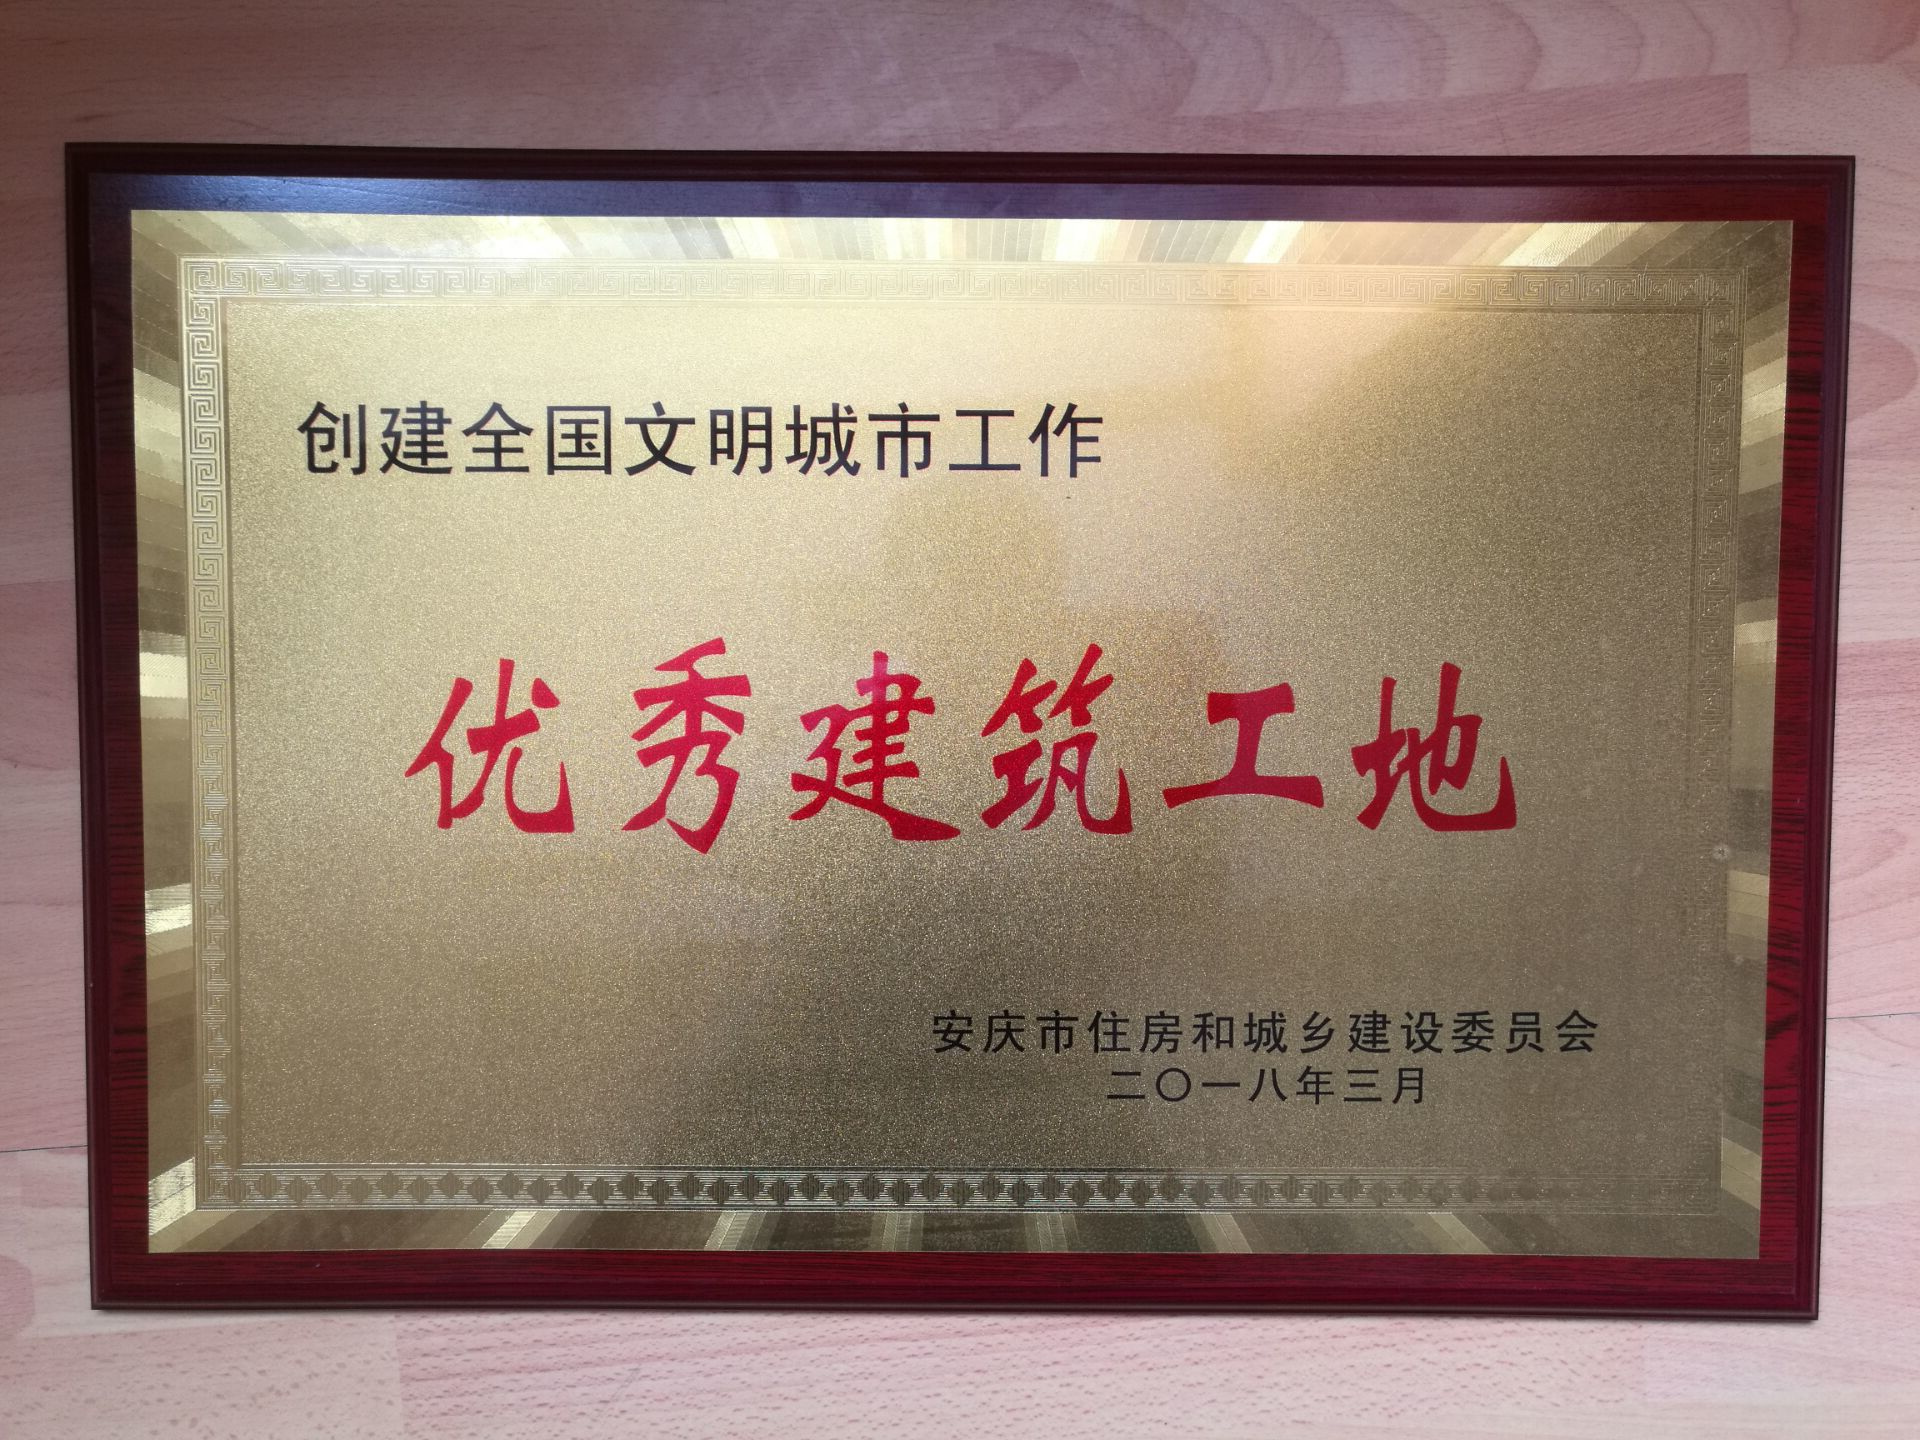 创建全国文明城市工作
优秀建筑工地
安庆市住房和城乡建设委员会
二〇一八年三月